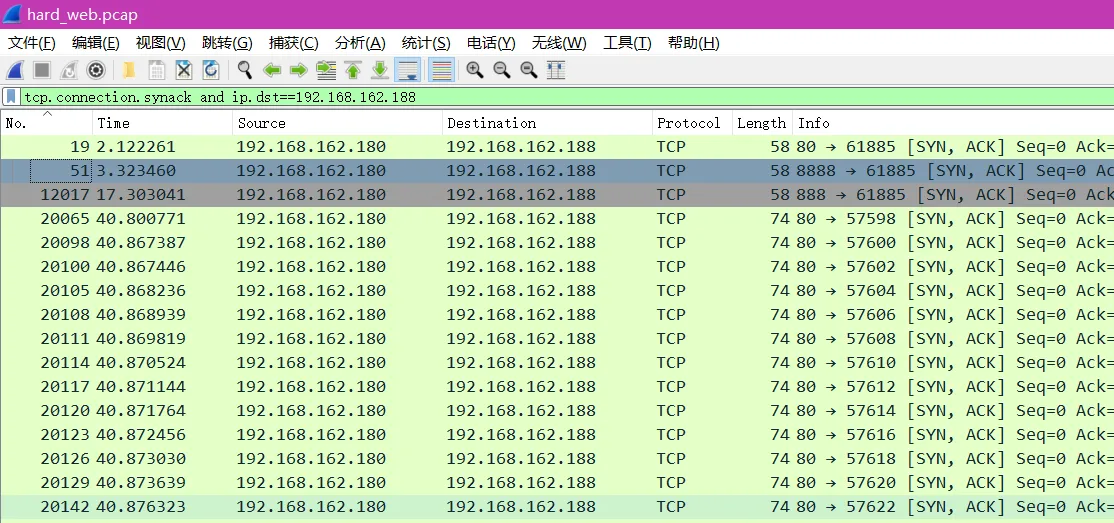 hard_web.pcap
文件(F) 编辑(E) 视图(V) 跳转(G) 捕获(C) 分析(A) 统计(S) 电话(Y) 无线(W) 工具(T) 帮助(H)
tcp.connection.synack and ip.dst==192.168.162.188
No. Time Source Destination Protocol Length Info
19 2.122261 192.168.162.180 192.168.162.188 TCP 58 80 → 61885 [SYN, ACK] Seq=0 Ack=
51 3.323460 192.168.162.180 192.168.162.188 TCP 58 8888 → 61885 [SYN, ACK] Seq=0 Ac
12017 17.303041 192.168.162.180 192.168.162.188 TCP 58 888 → 61885 [SYN, ACK] Seq=0 Ack
20065 40.800771 192.168.162.180 192.168.162.188 TCP 74 80 → 57598 [SYN, ACK] Seq=0 Ack=
20098 40.867387 192.168.162.180 192.168.162.188 TCP 74 80 → 57600 [SYN, ACK] Seq=0 Ack=
20100 40.867446 192.168.162.180 192.168.162.188 TCP 74 80 → 57602 [SYN, ACK] Seq=0 Ack=
20105 40.868236 192.168.162.180 192.168.162.188 TCP 74 80 → 57604 [SYN, ACK] Seq=0 Ack=
20108 40.868939 192.168.162.180 192.168.162.188 TCP 74 80 → 57606 [SYN, ACK] Seq=0 Ack=
20111 40.869819 192.168.162.180 192.168.162.188 TCP 74 80 → 57608 [SYN, ACK] Seq=0 Ack=
20114 40.870524 192.168.162.180 192.168.162.188 TCP 74 80 → 57610 [SYN, ACK] Seq=0 Ack=
20117 40.871144 192.168.162.180 192.168.162.188 TCP 74 80 → 57612 [SYN, ACK] Seq=0 Ack=
20120 40.871764 192.168.162.180 192.168.162.188 TCP 74 80 → 57614 [SYN, ACK] Seq=0 Ack=
20123 40.872456 192.168.162.180 192.168.162.188 TCP 74 80 → 57616 [SYN, ACK] Seq=0 Ack=
20126 40.873030 192.168.162.180 192.168.162.188 TCP 74 80 → 57618 [SYN, ACK] Seq=0 Ack=
20129 40.873639 192.168.162.180 192.168.162.188 TCP 74 80 → 57620 [SYN, ACK] Seq=0 Ack=
20142 40.876323 192.168.162.180 192.168.162.188 TCP 74 80 → 57622 [SYN, ACK] Seq=0 Ack=